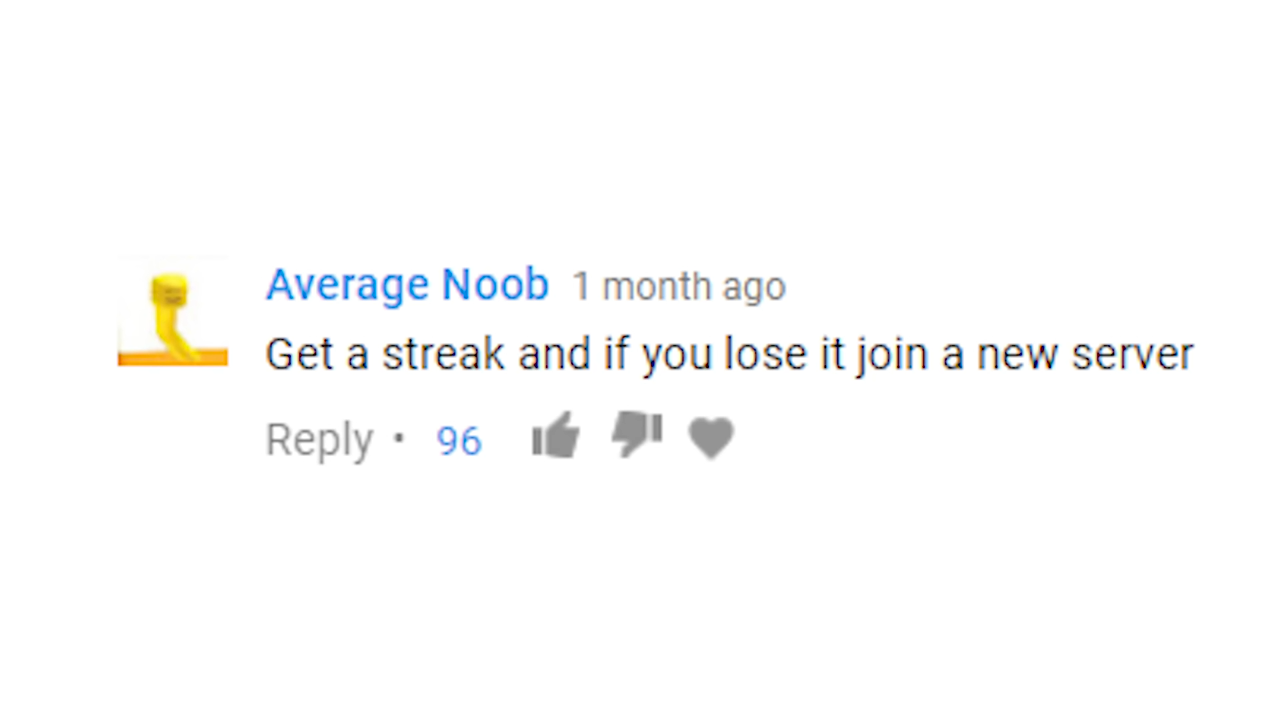 Average Noob 1 month ago
Get a streak and if you lose it join a new server
Reply • 96